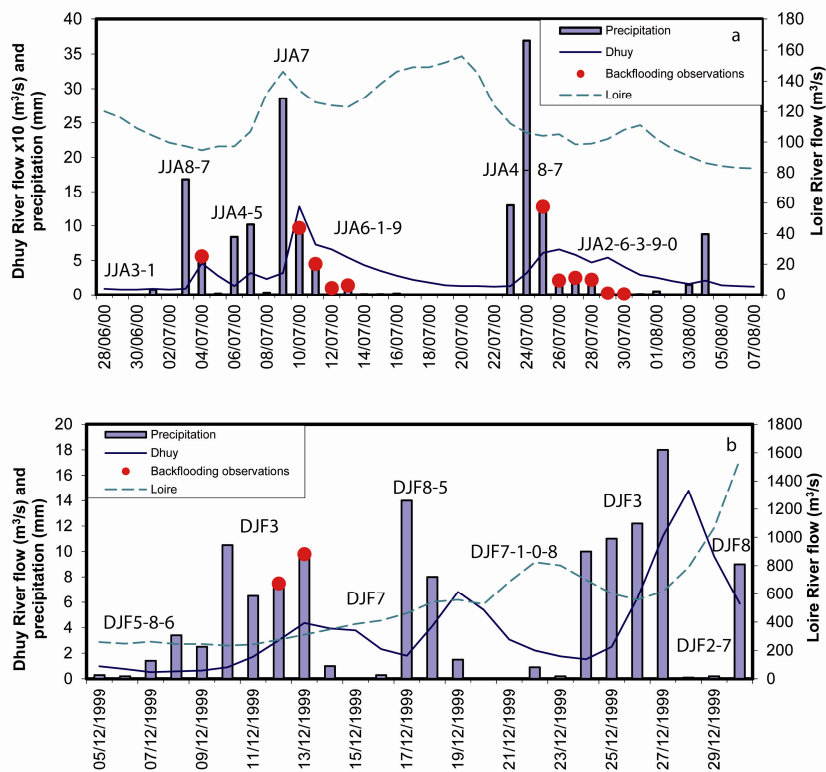 a
Precipitation
Dhuy
Backflooding observations
Loire
Dhuy River flow x10 (m³/s) and
precipitation (mm)
Loire River flow (m³/s)
40
35
30
25
20
15
10
5
0
180
160
140
120
100
80
60
40
20
0
JJA3-1
JJA8-7
JJA4-5
JJA7
JJA6-1-9
JJA4 8-7
JJA2-6-3-9-0
28/06/00
30/06/00
02/07/00
04/07/00
06/07/00
08/07/00
10/07/00
12/07/00
14/07/00
16/07/00
18/07/00
20/07/00
22/07/00
24/07/00
26/07/00
28/07/00
30/07/00
01/08/00
03/08/00
05/08/00
07/08/00
b
Precipitation
Dhuy
Backflooding observations
Loire
Dhuy River flow (m³/s) and
precipitation (mm)
Loire River flow (m³/s)
20
18
16
14
12
10
8
6
4
2
0
1800
1600
1400
1200
1000
800
600
400
200
0
DJF5-8-6
DJF3
DJF7
DJF8-5
DJF7-1-0-8
DJF3
DJF2-7
DJF8
05/12/1999
07/12/1999
09/12/1999
11/12/1999
13/12/1999
15/12/1999
17/12/1999
19/12/1999
21/12/1999
23/12/1999
25/12/1999
27/12/1999
29/12/1999